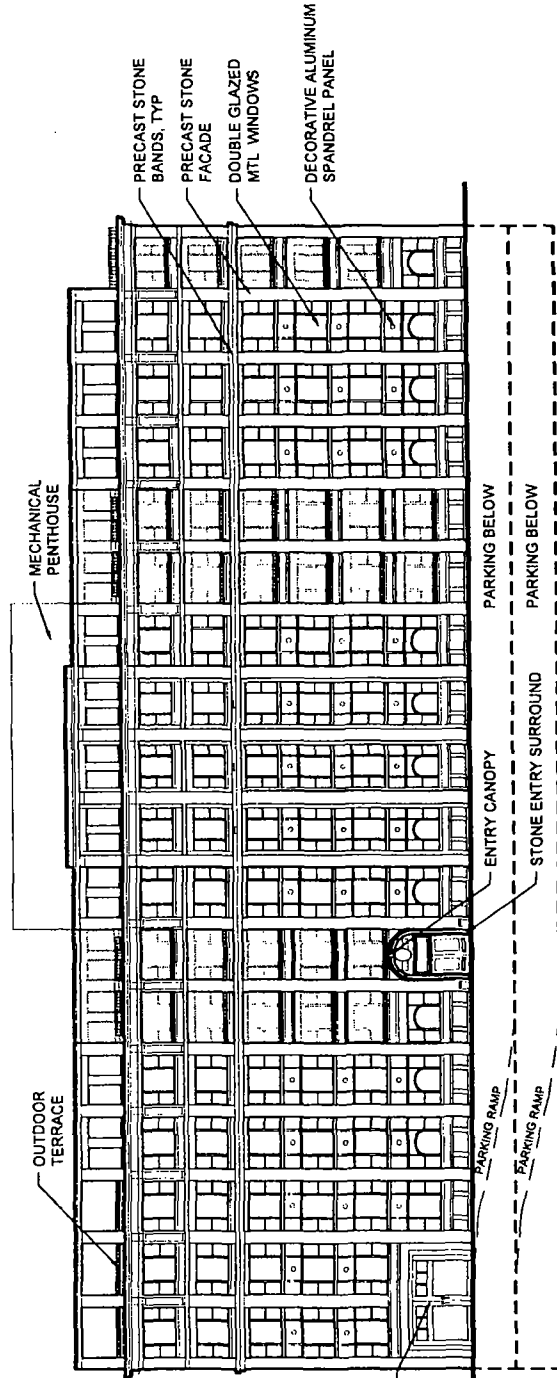 MECHANICAL
PENTHOUSE
OUTDOOR
TERRACE
PRECAST STONE
BANDS, TYP
PRECAST STONE
FACADE
DOUBLE GLAZED
MTL WINDOWS
DECORATIVE ALUMINUM
SPANDREL PANEL
PARKING BELOW
PARKING BELOW
ENTRY CANOPY
STONE ENTRY SURROUND
PARKING RAMP
PARKING RAMP